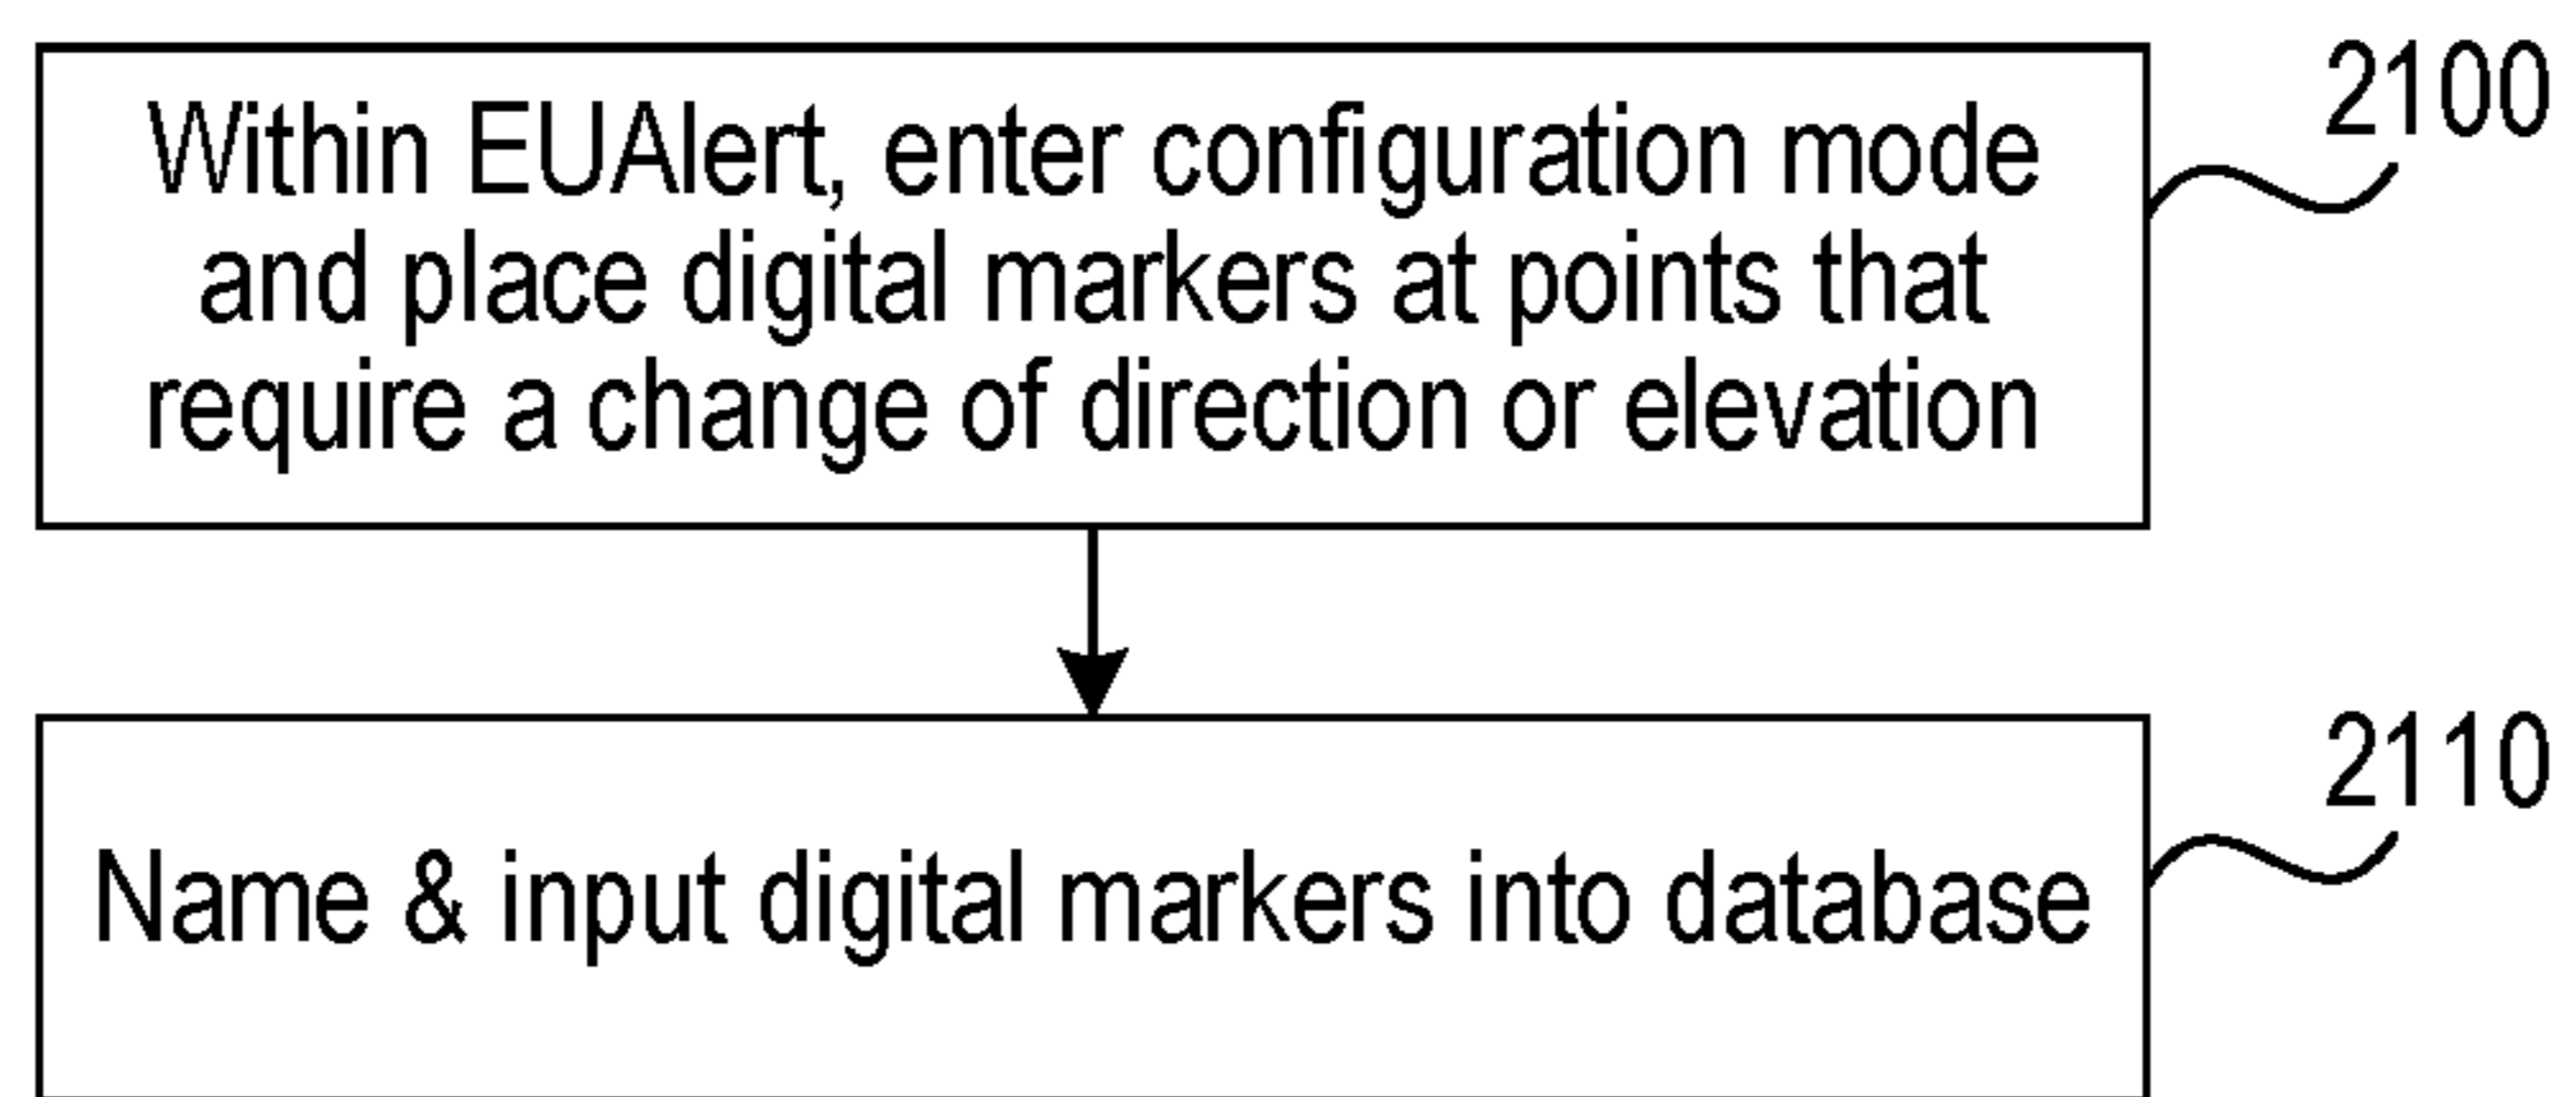 Within EUAlert, enter configuration mode
and place digital markers at points that
require a change of direction or elevation
2100
Name & input digital markers into database
2110